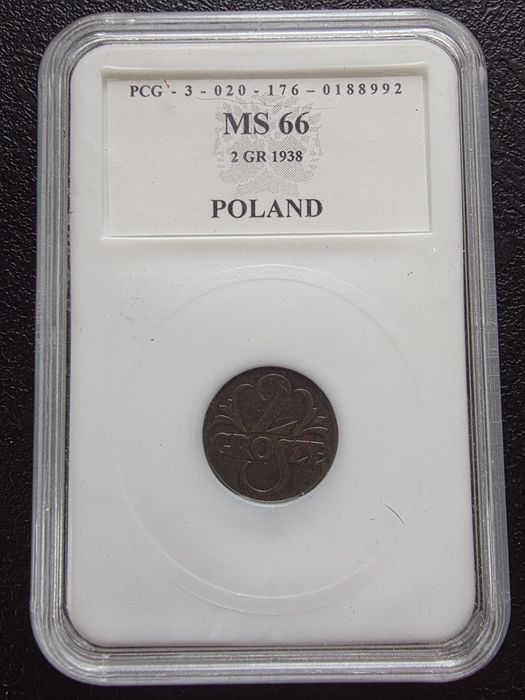 PCG - 3 - 020 - 176 - 0188992
MS 66
2 GR 1938
POLAND
2
GROSZE